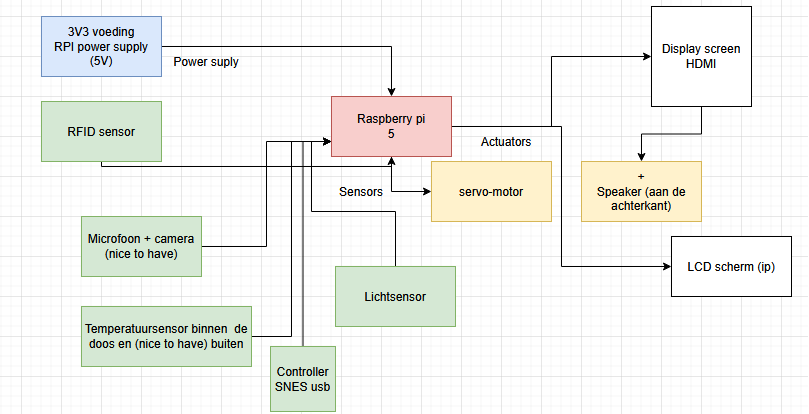 3V3 voeding
RPI power supply
(5V)
Power suply
Display screen
HDMI
RFID sensor
Raspberry pi
5
Actuators
Sensors
servo-motor
+
Speaker (aan de
achterkant)
Microfoon + camera
(nice to have)
LCD scherm (ip)
Lichtsensor
Temperatuursensor binnen de
doos en (nice to have) buiten
Controller
SNES usb